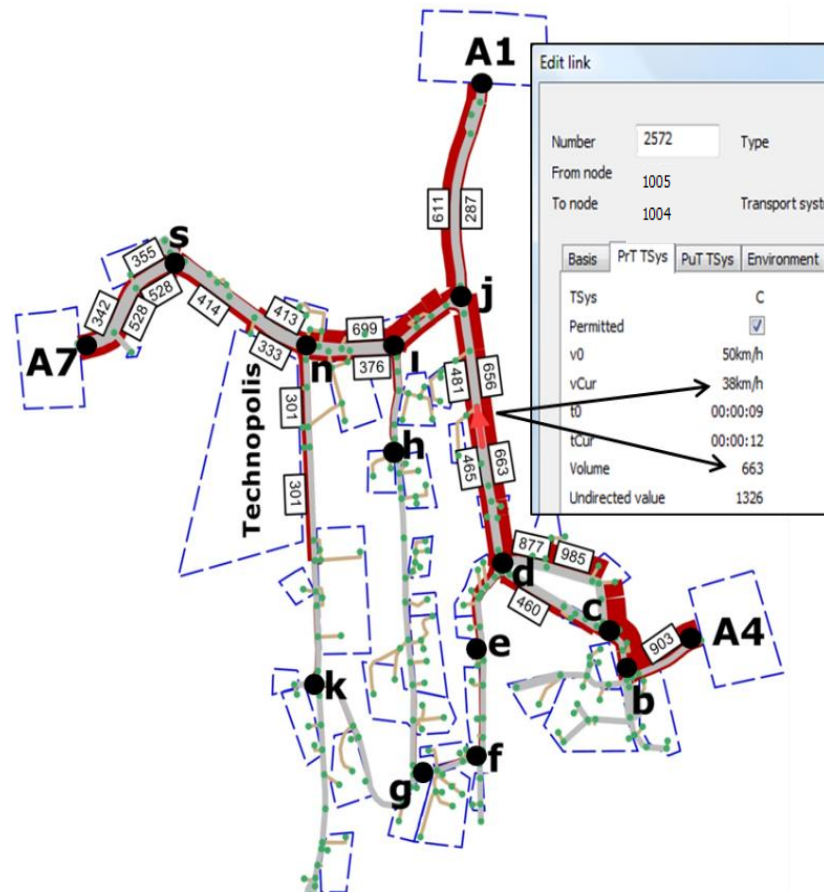 A1
Edit link
Number 2572 Type
From node 1005
To node 1004 Transport syst
Basis PrT TSys PuT TSys Environment
TSys C
Permitted
v0 50km/h
vCur 38km/h
t0 00:00:09
tCur 00:00:12
Volume 663
Undirected value 1326
611 287
s
355
528
414
342
528
A7
j
413
333
n
699
376
Technopolis
301
301
h
481 656
465 663
d
877 985
460
c
903
A4
b
e
k
f
g